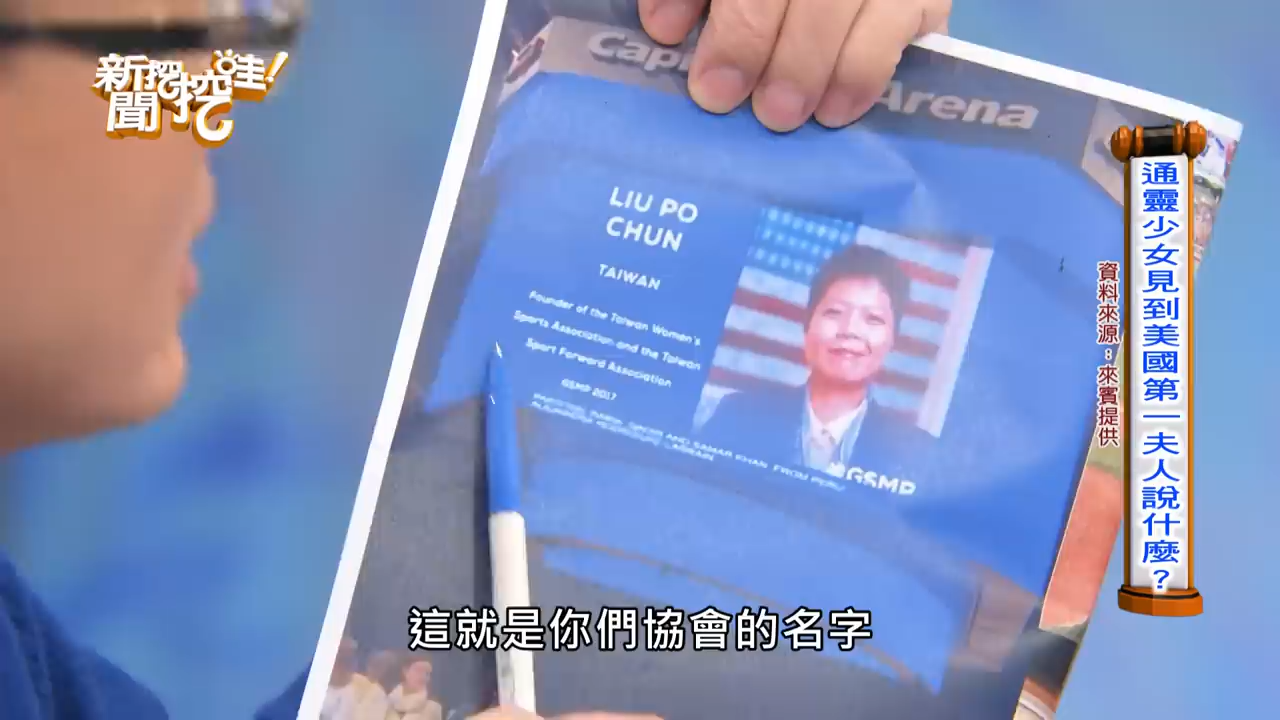 新聞挖挖哇！
Capi
Arena
LIU PO
CHUN
TAIWAN
Founder of the Taiwan Women's
Sports Association and the Taiwan
Sport Forward Association
GSMP 2017
GSMP
通靈少女見到美國第一夫人說什麼？
資料來源：來賓提供
這就是你們協會的名字